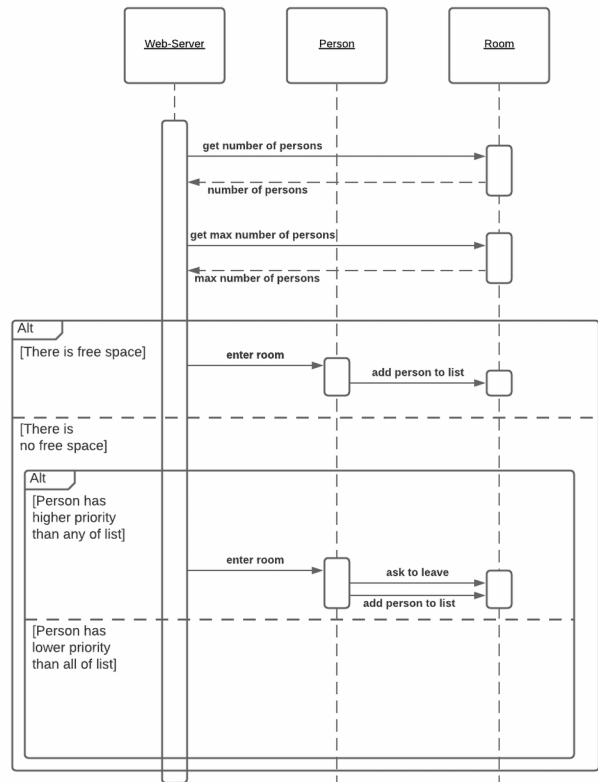 Web-Server
Person
Room
get number of persons
number of persons
get max number of persons
max number of persons
Alt
[There is free space]
enter room
add person to list
[There is
no free space]
Alt
[Person has
higher priority
than any of list]
enter room
ask to leave
add person to list
[Person has
lower priority
than all of list]